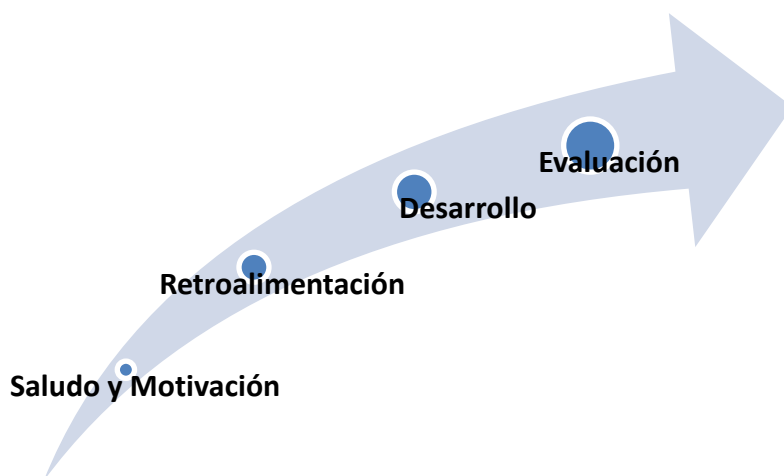 Evaluación
Desarrollo
Retroalimentación
Saludo y Motivación